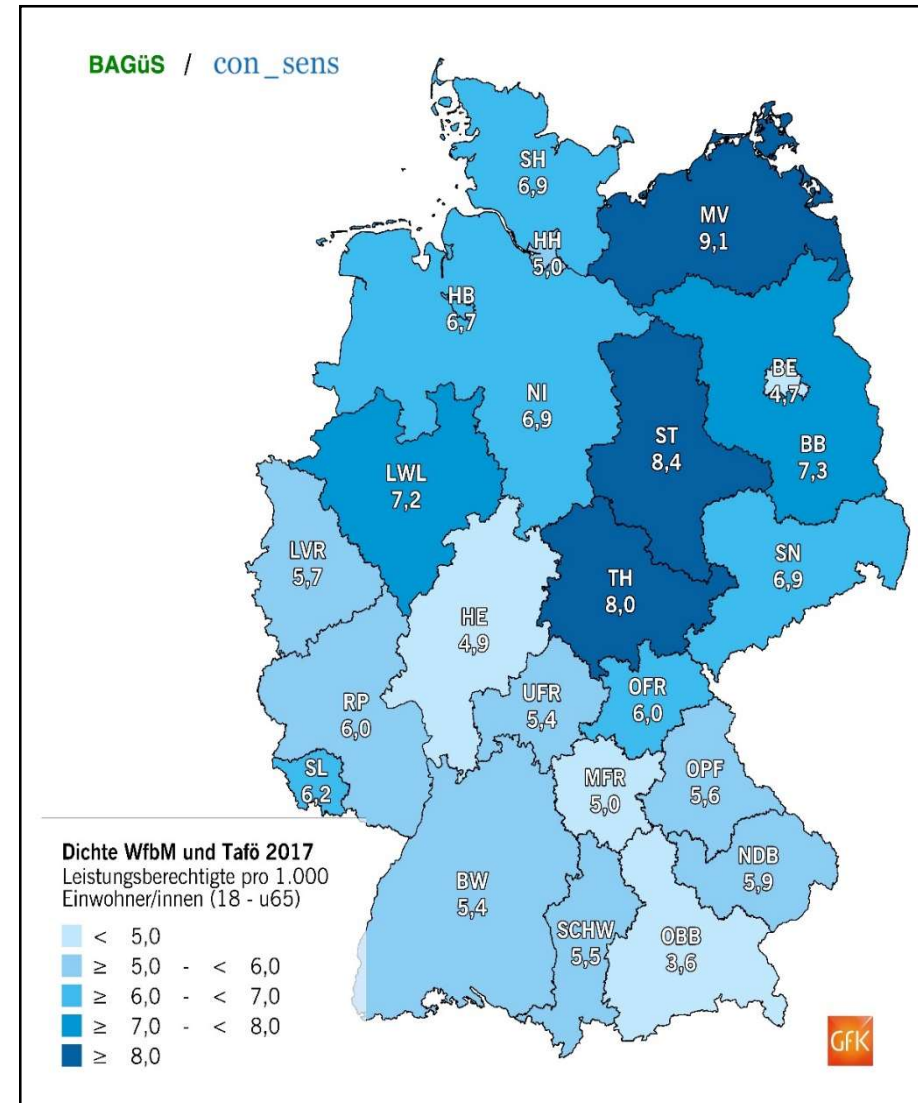 BAGüS / con_sens
SH
6,9
MV
9,1
HH
5,0
HB
6,7
BE
4,7
NI
6,9
ST
8,4
BB
7,3
LWL
7,2
LVR
5,7
SN
6,9
TH
8,0
HE
4,9
UFR
5,4
OFR
6,0
RP
6,0
SL
6,2
MFR
5,0
OPF
5,6
NDB
5,9
BW
5,4
SCHW
5,5
OBB
3,6
Dichte WfbM und Tafö 2017
Leistungsberechtigte pro 1.000
Einwohner/innen (18 - u65)
< 5,0
≥ 5,0 - < 6,0
≥ 6,0 - < 7,0
≥ 7,0 - < 8,0
≥ 8,0
GfK